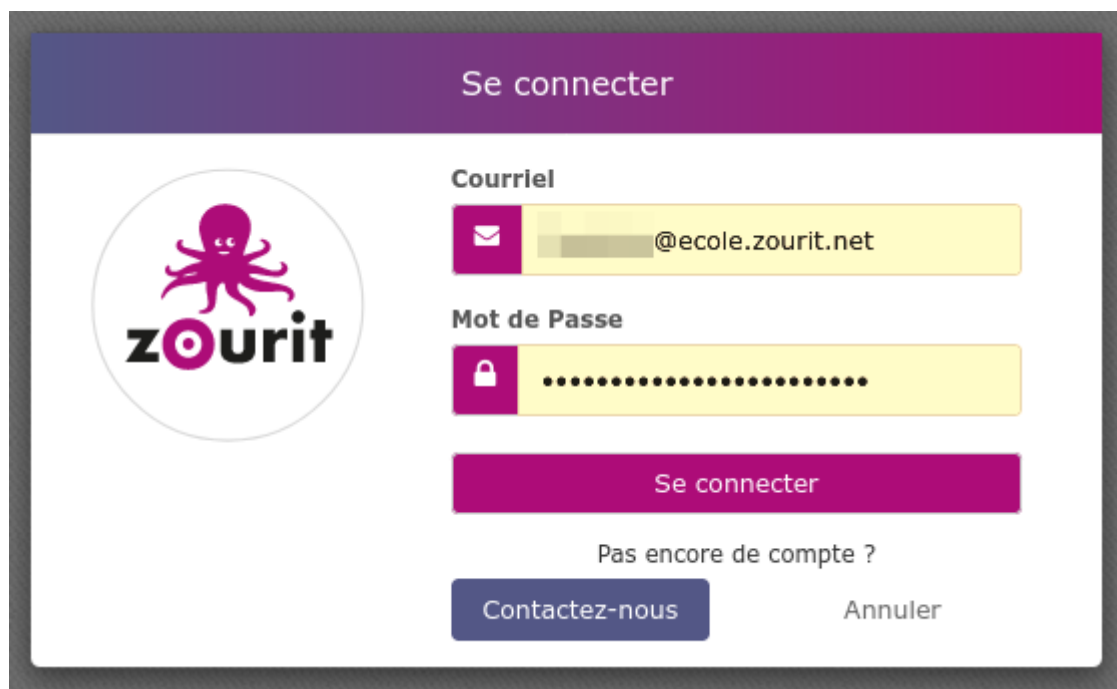 Se connecter
zourit
Courriel
@ecole.zourit.net
Mot de Passe
••••••••••••••••••••••••
Se connecter
Pas encore de compte ?
Contactez-nous
Annuler